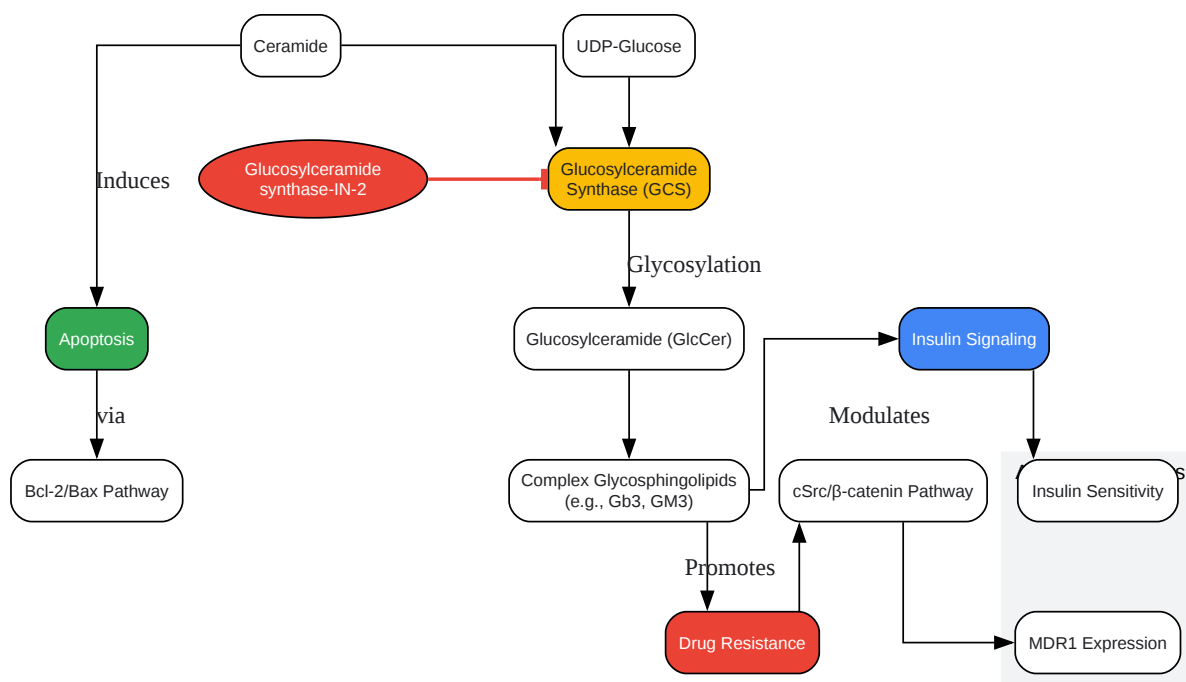 Ceramide
UDP-Glucose
Glucosylceramide
synthase-IN-2
Glucosylceramide
Synthase (GCS)
Induces
Glycosylation
Apoptosis
Glucosylceramide (GlcCer)
Insulin Signaling
via
Modulates
Bcl-2/Bax Pathway
Complex Glycosphingolipids
(e.g., Gb3, GM3)
cSrc/β-catenin Pathway
Insulin Sensitivity
Promotes
Drug Resistance
MDR1 Expression